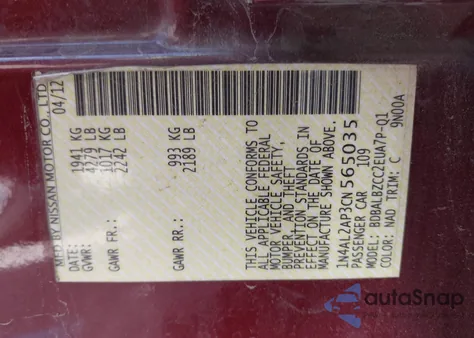 MFD BY NISSAN MOTOR CO., LTD
DATE: 04/12
GVWR: 1941 KG
4279 LB
GAWR FR: 1017 KG
2242 LB
GAWR RR: 993 KG
2189 LB
THIS VEHICLE CONFORMS TO
ALL APPLICABLE FEDERAL
MOTOR VEHICLE SAFETY,
BUMPER, AND THEFT
PREVENTION STANDARDS IN
EFFECT ON THE DATE OF
MANUFACTURE SHOWN ABOVE.
1N4AL2AP3CN565035
PASSENGER CAR 109
MODEL: BDBALBZCC2EUA7P-Q1
COLOR: NAD TRIM: C 9N00A
autaSnap